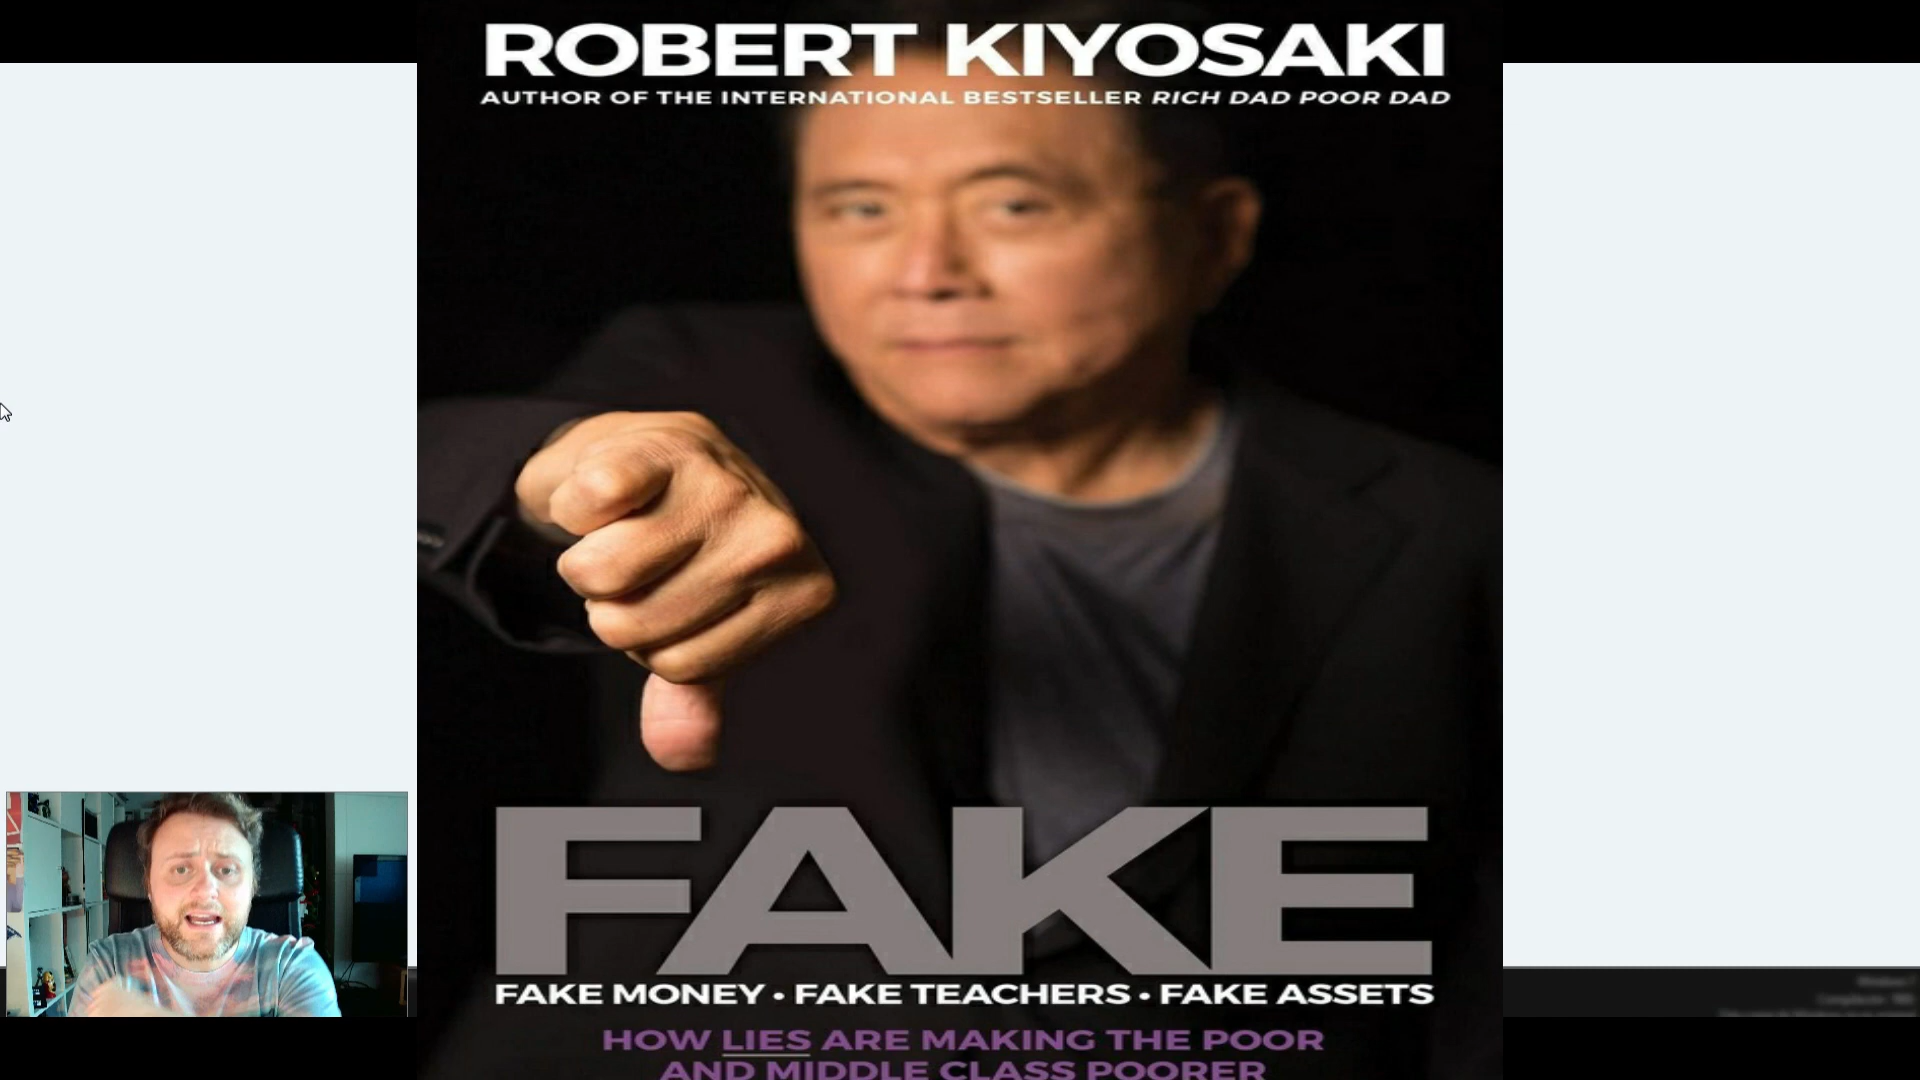 ROBERT KIYOSAKI
AUTHOR OF THE INTERNATIONAL BESTSELLER RICH DAD POOR DAD
FAKE
FAKE MONEY • FAKE TEACHERS • FAKE ASSETS
HOW LIES ARE MAKING THE POOR
AND MIDDLE CLASS POORER